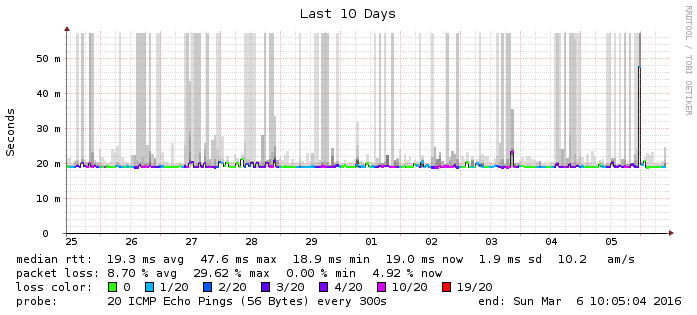 Last 10 Days
RRDTOOL / TOBI OETIKER
Seconds
50 m
40 m
30 m
20 m
10 m
0
25 26 27 28 29 01 02 03 04 05
median rtt: 19.3 ms avg 47.6 ms max 18.9 ms min 19.0 ms now 1.9 ms sd 10.2 am/s
packet loss: 8.70 % avg 29.62 % max 0.00 % min 4.92 % now
loss color: 0 1/20 2/20 3/20 4/20 10/20 19/20
probe: 20 ICMP Echo Pings (56 Bytes) every 300s end: Sun Mar 6 10:05:04 2016